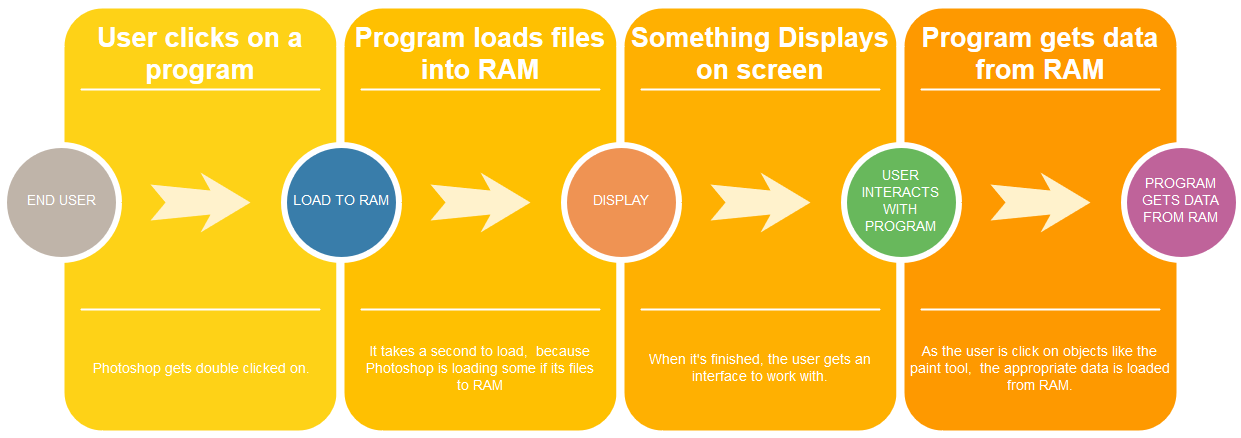 User clicks on a
program
Program loads files
into RAM
Something Displays
on screen
Program gets data
from RAM
END USER
LOAD TO RAM
DISPLAY
USER
INTERACTS
WITH
PROGRAM
PROGRAM
GETS DATA
FROM RAM
Photoshop gets double clicked on.
It takes a second to load,  because
Photoshop is loading some if its files
to RAM
When it's finished, the user gets an
interface to work with.
As the user is click on objects like the
paint tool,  the appropriate data is loaded
from RAM.